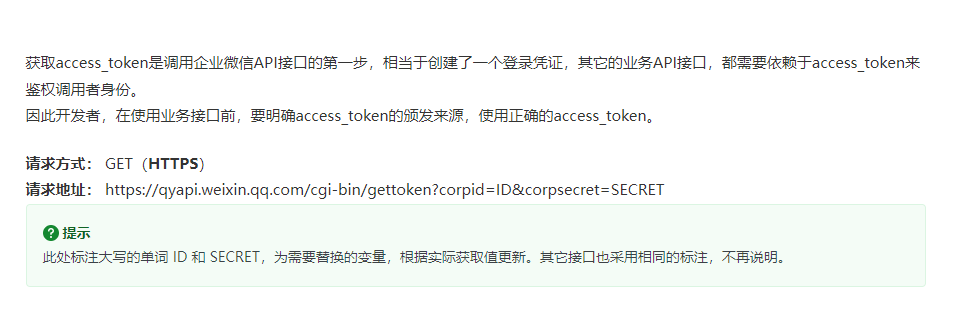 获取access_token是调用企业微信API接口的第一步，相当于创建了一个登录凭证，其它的业务API接口，都需要依赖于access_token来
鉴权调用者身份。
因此开发者，在使用业务接口前，要明确access_token的颁发来源，使用正确的access_token。
请求方式： GET（HTTPS）
请求地址： https://qyapi.weixin.qq.com/cgi-bin/gettoken?corpid=ID&corpsecret=SECRET
提示
此处标注大写的单词 ID 和 SECRET，为需要替换的变量，根据实际获取值更新。其它接口也采用相同的标注，不再说明。